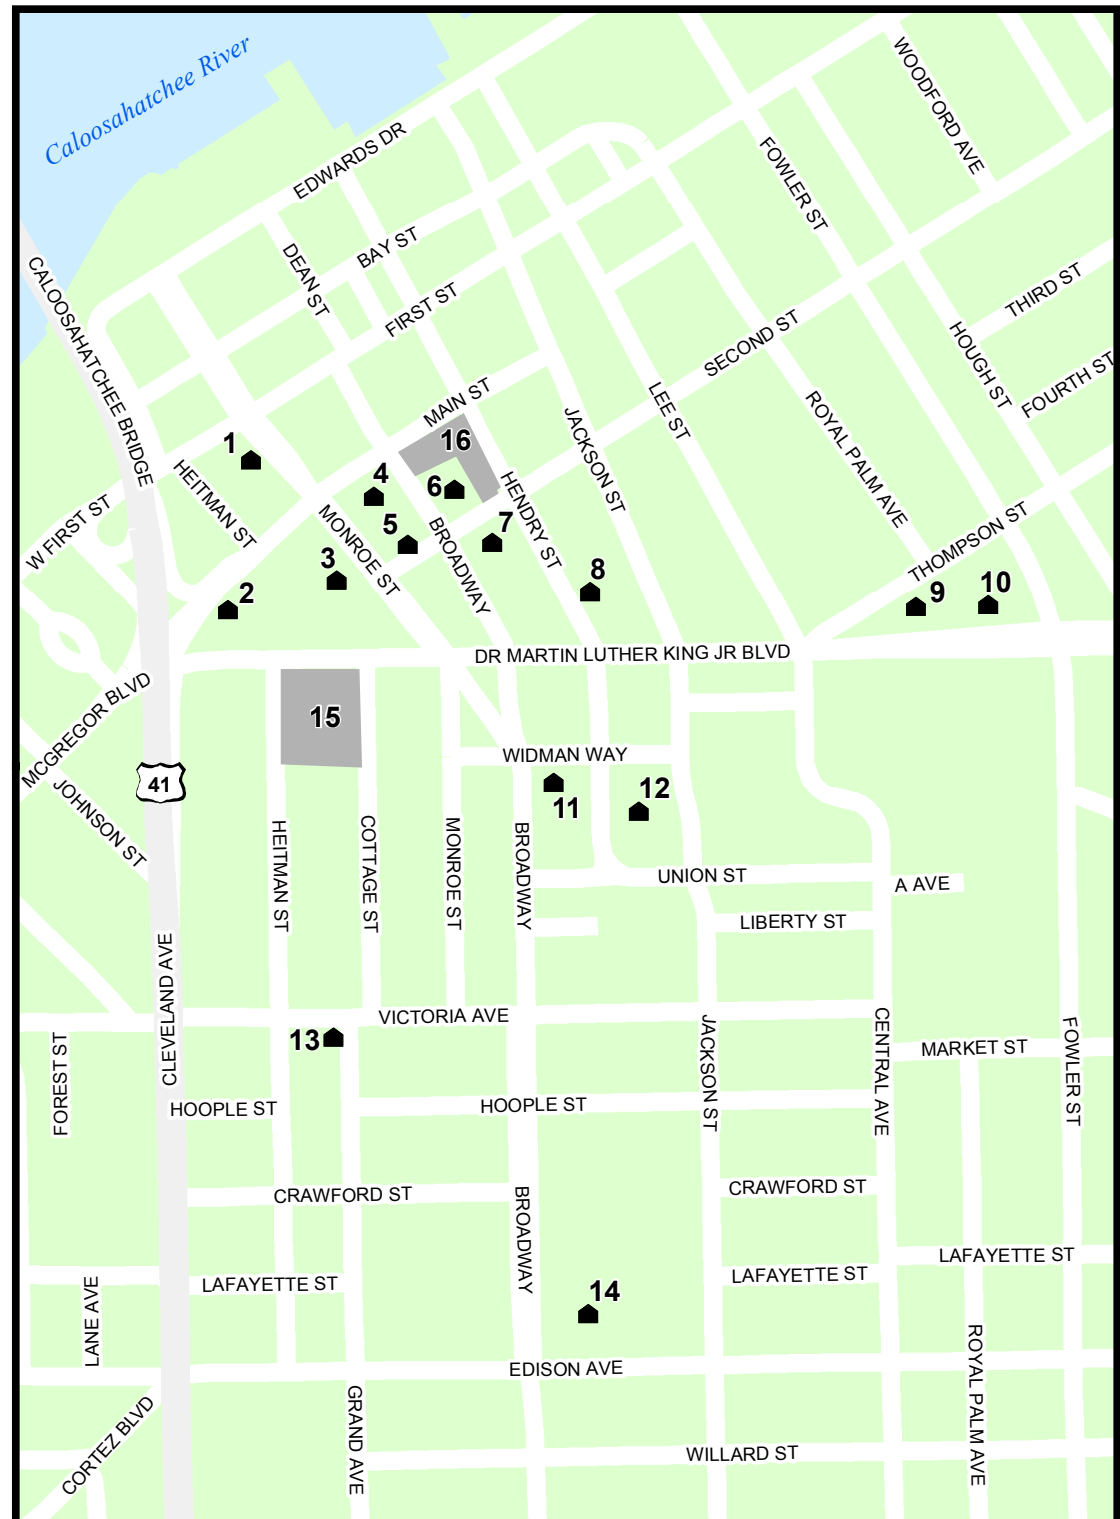 Caloosahatchee River
WOODFORD AVE
EDWARDS DR
FOWLER ST
BAY ST
DEAN ST
CALOOSAHATCHEE BRIDGE
FIRST ST
THIRD ST
SECOND ST
HOUGH ST
FOURTH ST
MAIN ST
LEE ST
ROYAL PALM AVE
JACKSON ST
1
16
HEITMAN ST
4
6
HENDRY ST
W FIRST ST
MONROE ST
5
BROADWAY
7
THOMPSON ST
3
8
2
9
10
DR MARTIN LUTHER KING JR BLVD
MCGREGOR BLVD
15
WIDMAN WAY
41
JOHNSON ST
11
12
HEITMAN ST
COTTAGE ST
MONROE ST
BROADWAY
UNION ST
A AVE
LIBERTY ST
CLEVELAND AVE
VICTORIA AVE
13
FOREST ST
JACKSON ST
CENTRAL AVE
MARKET ST
FOWLER ST
HOOPLE ST
HOOPLE ST
CRAWFORD ST
BROADWAY
CRAWFORD ST
LAFAYETTE ST
LAFAYETTE ST
LAFAYETTE ST
LANE AVE
14
ROYAL PALM AVE
EDISON AVE
CORTEZ BLVD
GRAND AVE
WILLARD ST